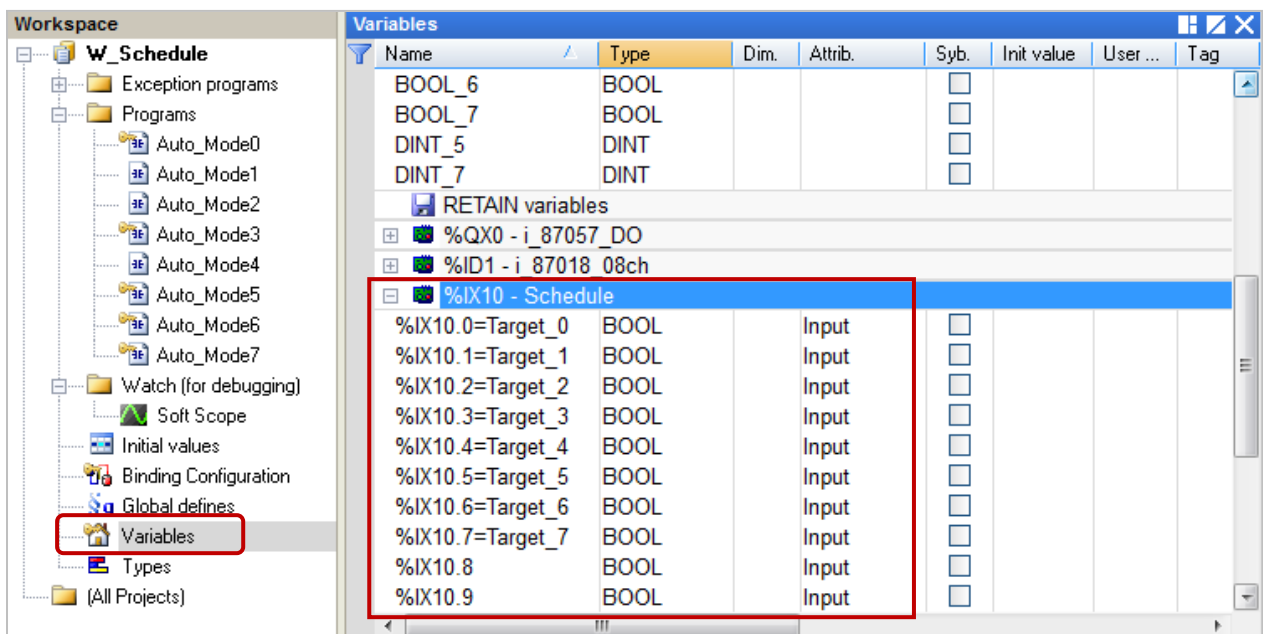 Workspace
W_Schedule
Exception programs
Programs
Auto_Mode0
Auto_Mode1
Auto_Mode2
Auto_Mode3
Auto_Mode4
Auto_Mode5
Auto_Mode6
Auto_Mode7
Watch (for debugging)
Soft Scope
Initial values
Binding Configuration
Global defines
Variables
Types
(All Projects)
Variables
Name Type Dim. Attrib. Syb. Init value User ... Tag
BOOL_6 BOOL
BOOL_7 BOOL
DINT_5 DINT
DINT_7 DINT
RETAIN variables
%QX0 - i_87057_DO
%ID1 - i_87018_08ch
%IX10 - Schedule
%IX10.0=Target_0 BOOL Input
%IX10.1=Target_1 BOOL Input
%IX10.2=Target_2 BOOL Input
%IX10.3=Target_3 BOOL Input
%IX10.4=Target_4 BOOL Input
%IX10.5=Target_5 BOOL Input
%IX10.6=Target_6 BOOL Input
%IX10.7=Target_7 BOOL Input
%IX10.8 BOOL Input
%IX10.9 BOOL Input